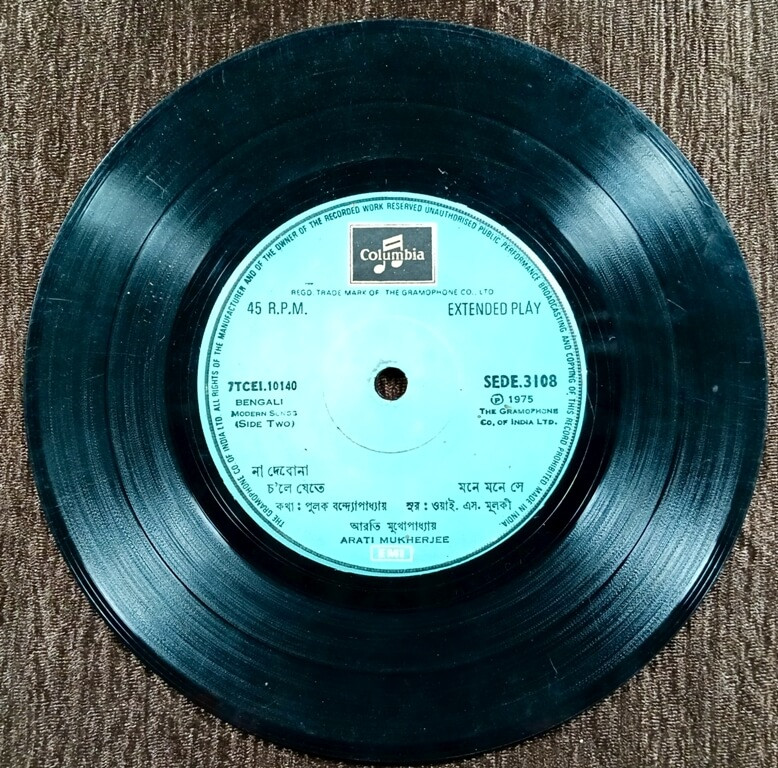 THE GRAMOPHONE CO OF INDIA LTD. ALL RIGHTS OF THE MANUFACTURER AND OF THE OWNER OF THE RECORDED WORK RESERVED UNAUTHORISED PUBLIC PERFORMANCE BROADCASTING AND COPYING OF THIS RECORD PROHIBITED MADE IN INDIA.
Columbia
REGD. TRADE MARK OF THE GRAMOPHONE CO., LTD
45 R.P.M. EXTENDED PLAY
7TCEI.10140 SEDE.3108
BENGALI ℗ 1975
MODERN SONGS THE GRAMOPHONE
(SIDE TWO) CO. OF INDIA LTD.
না দেবোনা
চ'লে যেতে মনে মনে সে
কথা : পুলক বন্দ্যোপাধ্যায় সুর : ওয়াই. এস. মূলকী
আরতি মুখোপাধ্যায়
ARATI MUKHERJEE
EMI